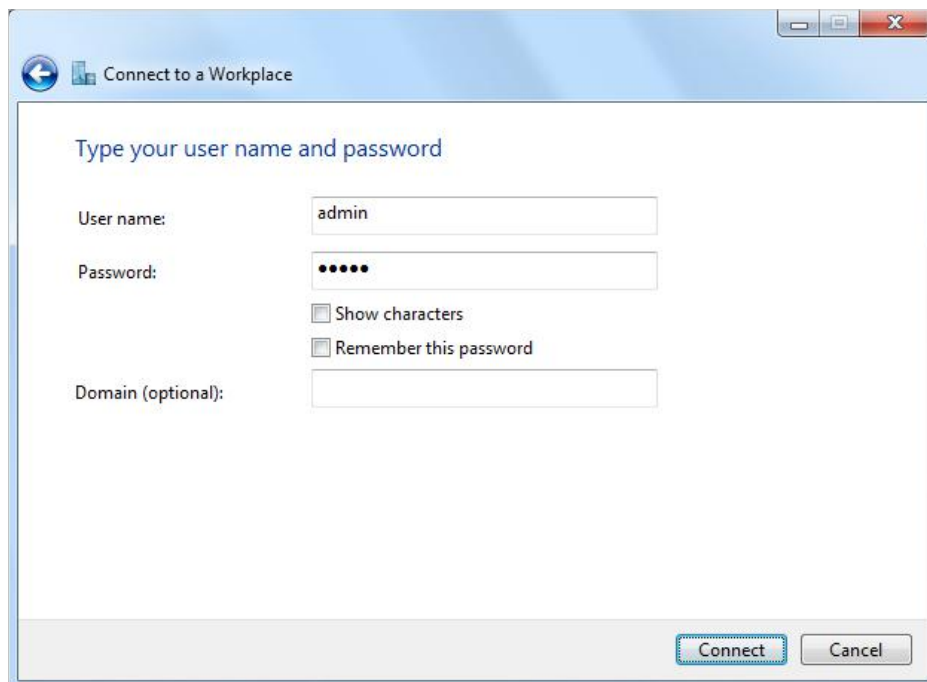 Connect to a Workplace
Type your user name and password
User name: admin
Password: •••••
Show characters
Remember this password
Domain (optional):
Connect Cancel